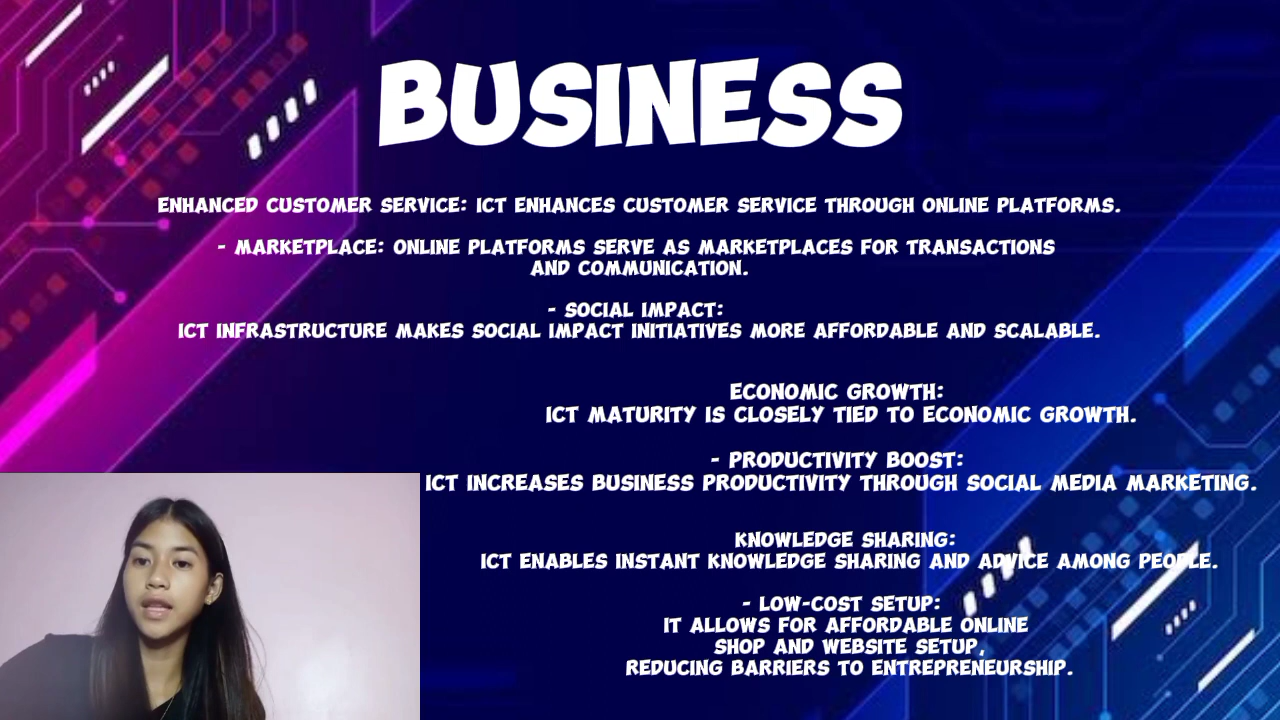 BUSINESS
ENHANCED CUSTOMER SERVICE: ICT ENHANCES CUSTOMER SERVICE THROUGH ONLINE PLATFORMS.
- MARKETPLACE: ONLINE PLATFORMS SERVE AS MARKETPLACES FOR TRANSACTIONS
AND COMMUNICATION.
- SOCIAL IMPACT:
ICT INFRASTRUCTURE MAKES SOCIAL IMPACT INITIATIVES MORE AFFORDABLE AND SCALABLE.
ECONOMIC GROWTH:
ICT MATURITY IS CLOSELY TIED TO ECONOMIC GROWTH.
- PRODUCTIVITY BOOST:
ICT INCREASES BUSINESS PRODUCTIVITY THROUGH SOCIAL MEDIA MARKETING.
KNOWLEDGE SHARING:
ICT ENABLES INSTANT KNOWLEDGE SHARING AND ADVICE AMONG PEOPLE.
- LOW-COST SETUP:
IT ALLOWS FOR AFFORDABLE ONLINE
SHOP AND WEBSITE SETUP,
REDUCING BARRIERS TO ENTREPRENEURSHIP.